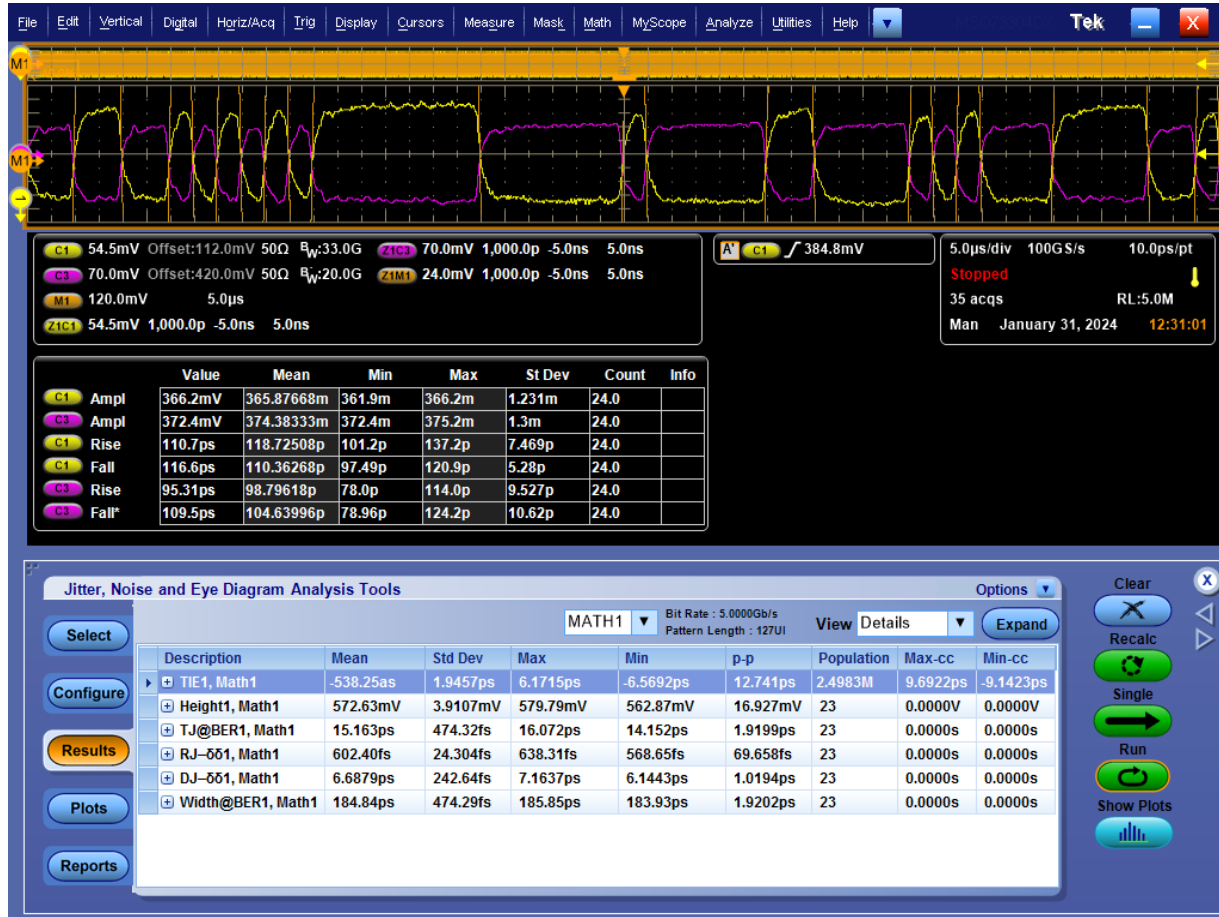 File Edit Vertical Digital Horiz/Acq Trig Display Cursors Measure Mask Math MyScope Analyze Utilities Help Tek X
M1
M1
1
C1 54.5mV Offset:112.0mV 50Ω BW:33.0G Z1C3 70.0mV 1,000.0p -5.0ns 5.0ns
C3 70.0mV Offset:420.0mV 50Ω BW:20.0G Z1M1 24.0mV 1,000.0p -5.0ns 5.0ns
M1 120.0mV 5.0µs
Z1C1 54.5mV 1,000.0p -5.0ns 5.0ns
A' C1 384.8mV
5.0µs/div 100GS/s 10.0ps/pt
Stopped
35 acqs RL:5.0M
Man January 31, 2024 12:31:01
Value Mean Min Max St Dev Count Info
C1 Ampl 366.2mV 365.87668m 361.9m 366.2m 1.231m 24.0
C3 Ampl 372.4mV 374.38333m 372.4m 375.2m 1.3m 24.0
C1 Rise 110.7ps 118.72508p 101.2p 137.2p 7.469p 24.0
C1 Fall 116.6ps 110.36268p 97.49p 120.9p 5.28p 24.0
C3 Rise 95.31ps 98.79618p 78.0p 114.0p 9.527p 24.0
C3 Fall* 109.5ps 104.63996p 78.96p 124.2p 10.62p 24.0
Jitter, Noise and Eye Diagram Analysis Tools Options
MATH1 Bit Rate : 5.0000Gb/s View Details Expand
Pattern Length : 127UI
Description Mean Std Dev Max Min p-p Population Max-cc Min-cc
TIE1, Math1 -538.25as 1.9457ps 6.1715ps -6.5692ps 12.741ps 2.4983M 9.6922ps -9.1423ps
Height1, Math1 572.63mV 3.9107mV 579.79mV 562.87mV 16.927mV 23 0.0000V 0.0000V
TJ@BER1, Math1 15.163ps 474.32fs 16.072ps 14.152ps 1.9199ps 23 0.0000s 0.0000s
RJ–δδ1, Math1 602.40fs 24.304fs 638.31fs 568.65fs 69.658fs 23 0.0000s 0.0000s
DJ–δδ1, Math1 6.6879ps 242.64fs 7.1637ps 6.1443ps 1.0194ps 23 0.0000s 0.0000s
Width@BER1, Math1 184.84ps 474.29fs 185.85ps 183.93ps 1.9202ps 23 0.0000s 0.0000s
Select
Configure
Results
Plots
Reports
Clear
X
Recalc
Single
Run
Show Plots